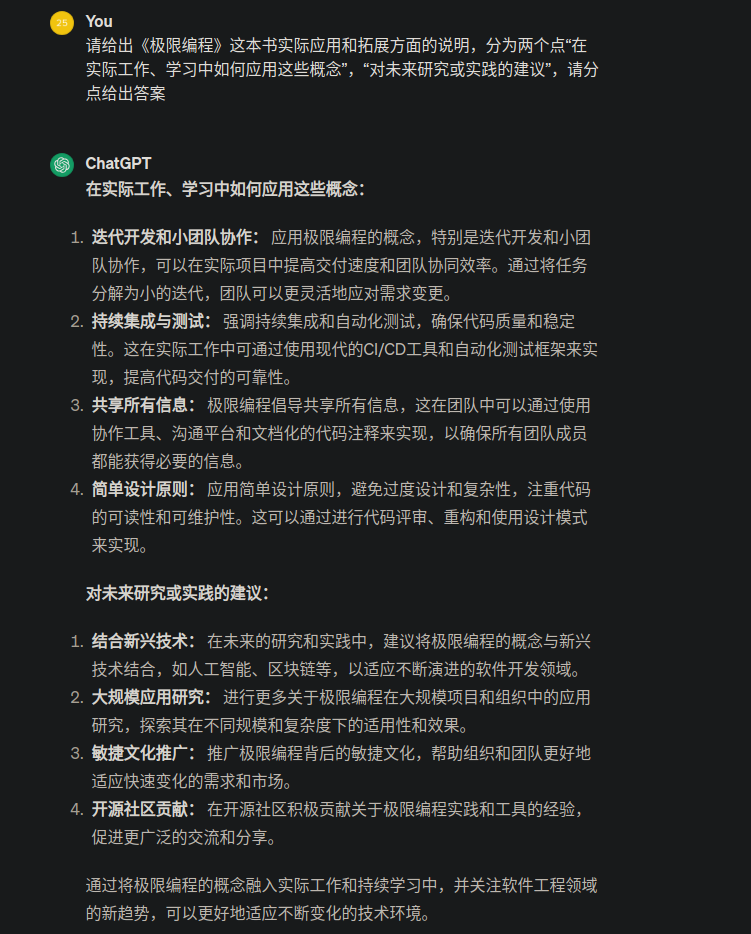 25
You
请给出《极限编程》这本书实际应用和拓展方面的说明，分为两个点“在
实际工作、学习中如何应用这些概念”，“对未来研究或实践的建议”，请分
点给出答案
ChatGPT
在实际工作、学习中如何应用这些概念：
1. 迭代开发和小团队协作： 应用极限编程的概念，特别是迭代开发和小团
队协作，可以在实际项目中提高交付速度和团队协同效率。通过将任务
分解为小的迭代，团队可以更灵活地应对需求变更。
2. 持续集成与测试： 强调持续集成和自动化测试，确保代码质量和稳定
性。这在实际工作中可通过使用现代的CI/CD工具和自动化测试框架来实
现，提高代码交付的可靠性。
3. 共享所有信息： 极限编程倡导共享所有信息，这在团队中可以通过使用
协作工具、沟通平台和文档化的代码注释来实现，以确保所有团队成员
都能获得必要的信息。
4. 简单设计原则： 应用简单设计原则，避免过度设计和复杂性，注重代码
的可读性和可维护性。这可以通过进行代码评审、重构和使用设计模式
来实现。
对未来研究或实践的建议：
1. 结合新兴技术： 在未来的研究和实践中，建议将极限编程的概念与新兴
技术结合，如人工智能、区块链等，以适应不断演进的软件开发领域。
2. 大规模应用研究： 进行更多关于极限编程在大规模项目和组织中的应用
研究，探索其在不同规模和复杂度下的适用性和效果。
3. 敏捷文化推广： 推广极限编程背后的敏捷文化，帮助组织和团队更好地
适应快速变化的需求和市场。
4. 开源社区贡献： 在开源社区积极贡献关于极限编程实践和工具的经验，
促进更广泛的交流和分享。
通过将极限编程的概念融入实际工作和持续学习中，并关注软件工程领域
的新趋势，可以更好地适应不断变化的技术环境。